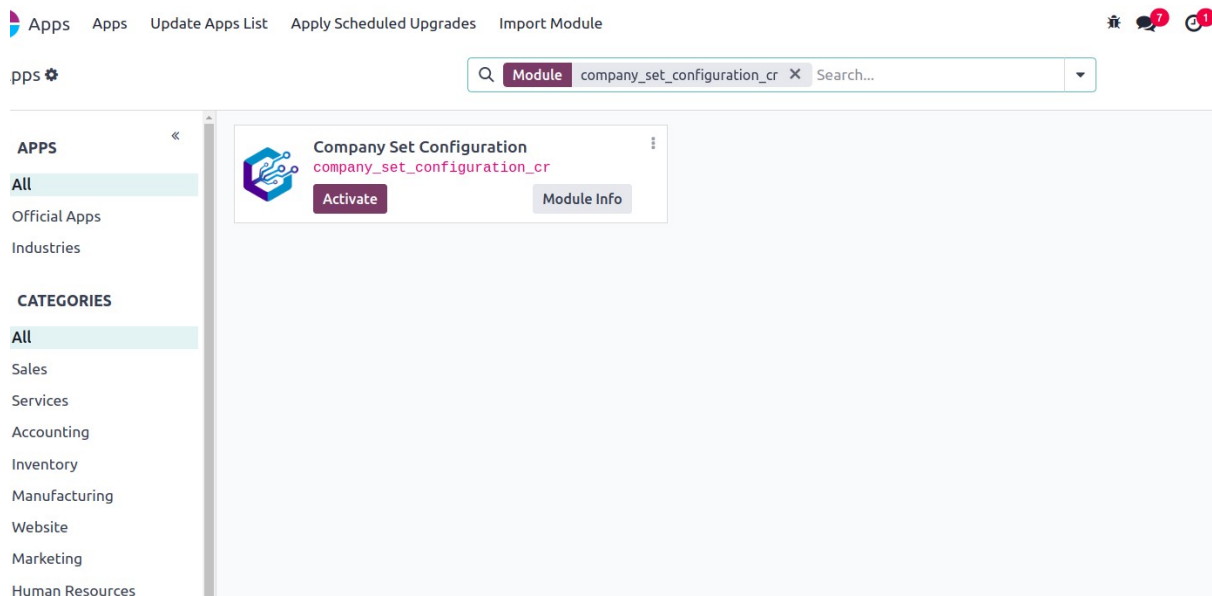 Apps Apps Update Apps List Apply Scheduled Upgrades Import Module 7 1
pps Module company_set_configuration_cr Search...
APPS
All
Official Apps
Industries
CATEGORIES
All
Sales
Services
Accounting
Inventory
Manufacturing
Website
Marketing
Human Resources
Company Set Configuration
company_set_configuration_cr
Activate Module Info